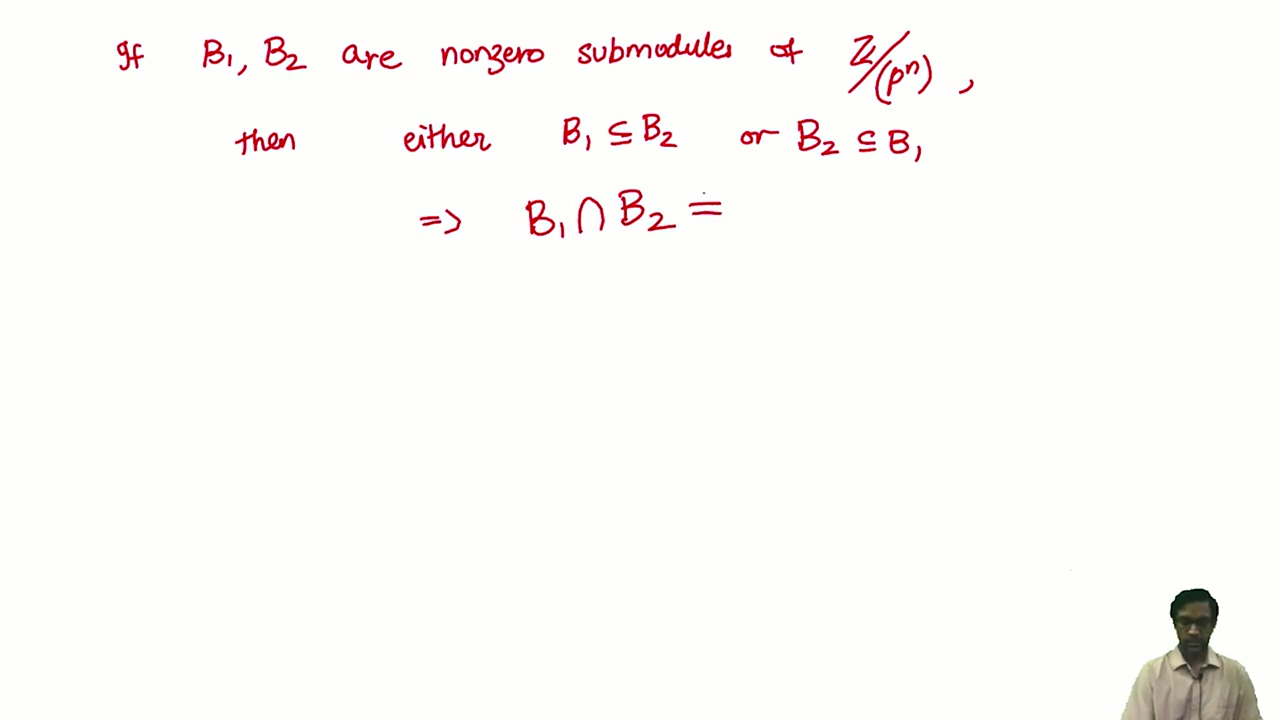 If B₁, B₂ are nonzero submodules of ℤ/(pⁿ) ,
then either B₁ ⊆ B₂ or B₂ ⊆ B₁
=> B₁ ∩ B₂ =